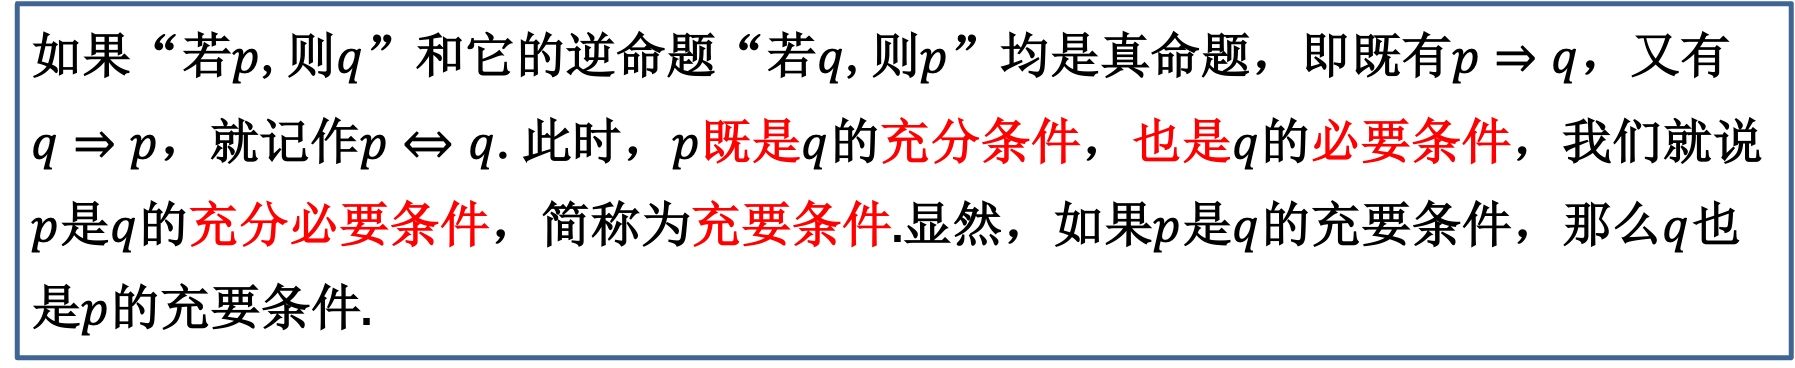 如果“若p, 则q”和它的逆命题“若q, 则p”均是真命题，即既有p ⇒ q，又有
q ⇒ p，就记作p ⇔ q. 此时，p既是q的充分条件，也是q的必要条件，我们就说
p是q的充分必要条件，简称为充要条件.显然，如果p是q的充要条件，那么q也
是p的充要条件.